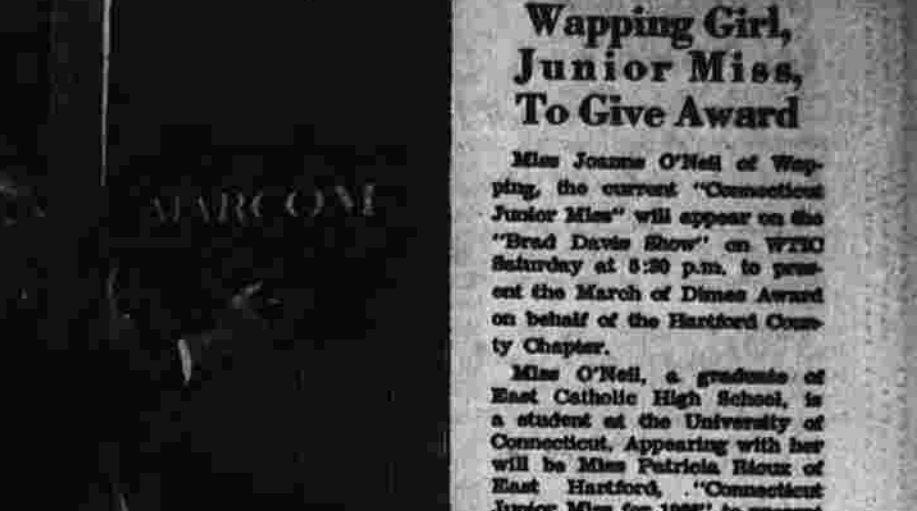 MARCOM
Wapping Girl,
Junior Miss,
To Give Award
Miss Joanne O'Neil of Wap-
ping, the current "Connecticut
Junior Miss" will appear on the
"Brad Davis Show" on WTIC
Saturday at 5:30 p.m. to pres-
ent the March of Dimes Award
on behalf of the Hartford Coun-
ty Chapter.
Miss O'Neil, a graduate of
East Catholic High School, is
a student at the University of
Connecticut. Appearing with her
will be Miss Patricia Rioux of
East Hartford, "Connecticut
Junior Miss for